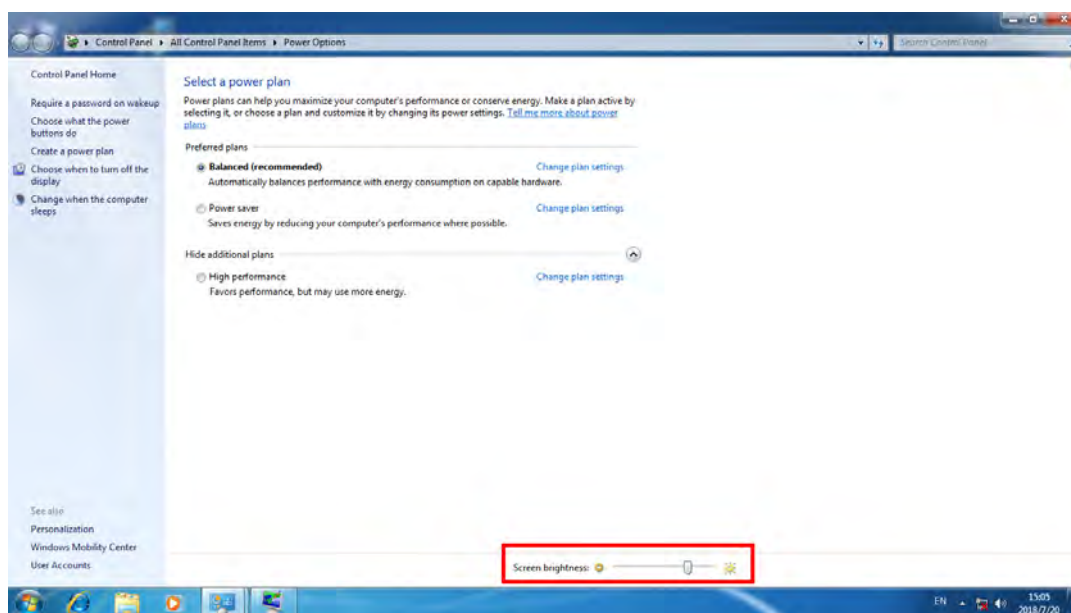 Control Panel ▸ All Control Panel Items ▸ Power Options
Search Control Panel
Control Panel Home
Require a password on wakeup
Choose what the power
buttons do
Create a power plan
Choose when to turn off the
display
Change when the computer
sleeps
See also
Personalization
Windows Mobility Center
User Accounts
Select a power plan
Power plans can help you maximize your computer's performance or conserve energy. Make a plan active by
selecting it, or choose a plan and customize it by changing its power settings. Tell me more about power
plans
Preferred plans
Balanced (recommended) Change plan settings
Automatically balances performance with energy consumption on capable hardware.
Power saver Change plan settings
Saves energy by reducing your computer's performance where possible.
Hide additional plans
High performance Change plan settings
Favors performance, but may use more energy.
Screen brightness:
EN
15:05
2018/7/20